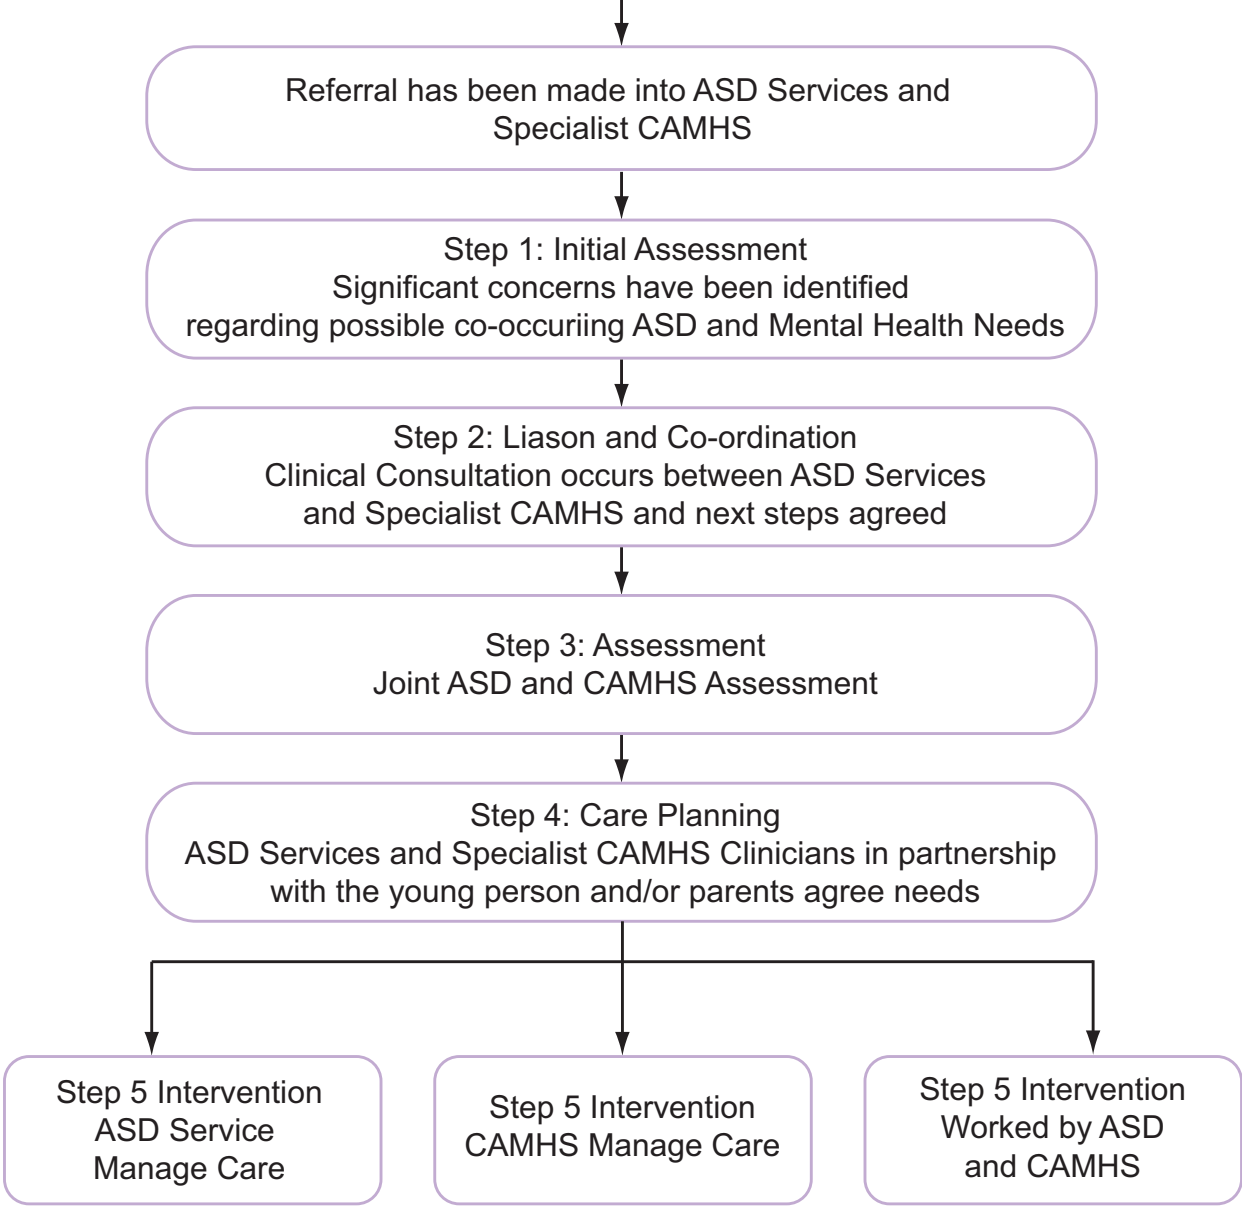 Referral has been made into ASD Services and
Specialist CAMHS
Step 1: Initial Assessment
Significant concerns have been identified
regarding possible co-occuriing ASD and Mental Health Needs
Step 2: Liason and Co-ordination
Clinical Consultation occurs between ASD Services
and Specialist CAMHS and next steps agreed
Step 3: Assessment
Joint ASD and CAMHS Assessment
Step 4: Care Planning
ASD Services and Specialist CAMHS Clinicians in partnership
with the young person and/or parents agree needs
Step 5 Intervention
ASD Service
Manage Care
Step 5 Intervention
CAMHS Manage Care
Step 5 Intervention
Worked by ASD
and CAMHS